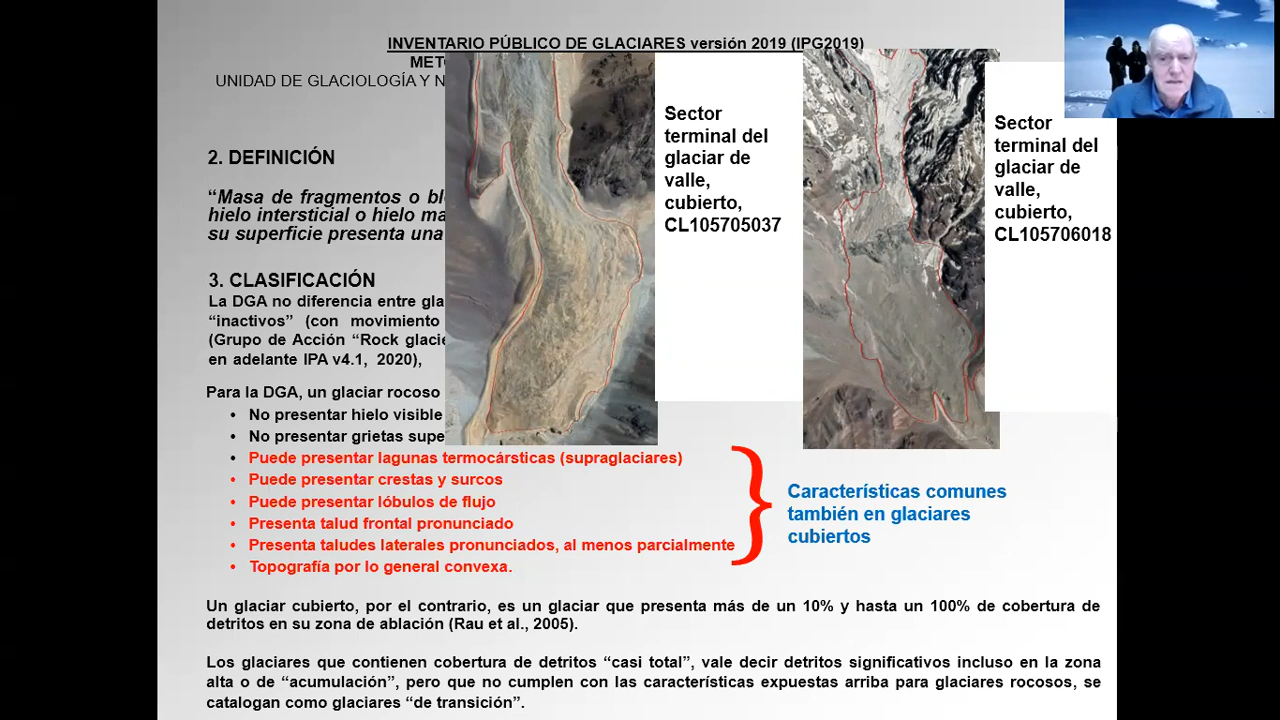 INVENTARIO PÚBLICO DE GLACIARES versión 2019 (IPG2019)
UNIDAD DE GLACIOLOGÍA Y
2. DEFINICIÓN
“Masa de fragmentos o
hielo intersticial o hielo
su superficie presenta una
3. CLASIFICACIÓN
La DGA no diferencia entre
“inactivos” (con movimiento
(Grupo de Acción “Rock
en adelante IPA v4.1, 2020),
Para la DGA, un glaciar rocoso
• No presentar hielo visible
• No presentar grietas
• Puede presentar lagunas termocársticas (supraglaciares)
• Puede presentar crestas y surcos
• Puede presentar lóbulos de flujo
• Presenta talud frontal pronunciado
• Presenta taludes laterales pronunciados, al menos parcialmente
• Topografía por lo general convexa.
Sector
terminal del
glaciar de
valle,
cubierto,
CL105705037
Sector
terminal del
glaciar de
valle,
cubierto,
CL105706018
Características comunes
también en glaciares
cubiertos
Un glaciar cubierto, por el contrario, es un glaciar que presenta más de un 10% y hasta un 100% de cobertura de
detritos en su zona de ablación (Rau et al., 2005).
Los glaciares que contienen cobertura de detritos “casi total”, vale decir detritos significativos incluso en la zona
alta o de “acumulación”, pero que no cumplen con las características expuestas arriba para glaciares rocosos, se
catalogan como glaciares “de transición”.